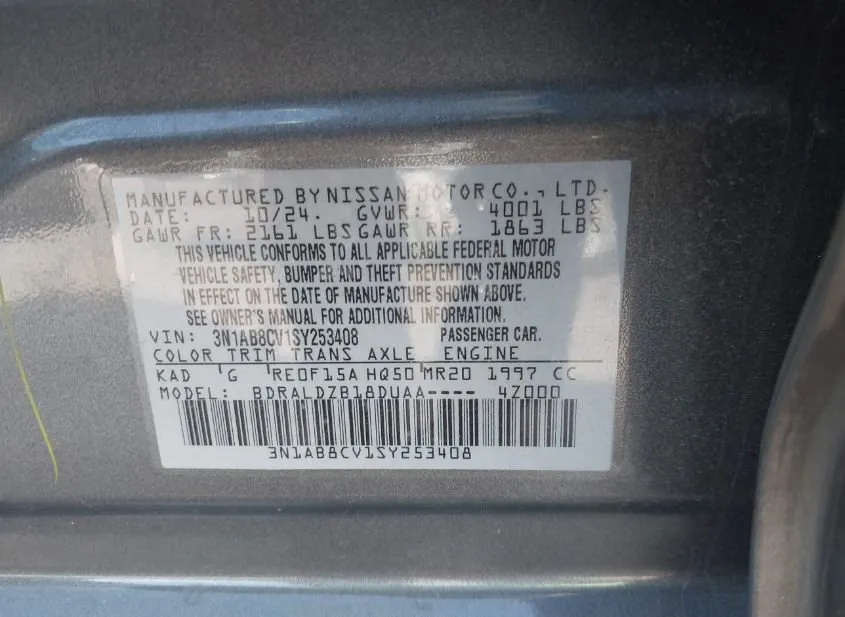 MANUFACTURED BY NISSAN MOTOR CO., LTD.
DATE: 10/24. GVWR: 4001 LBS
GAWR FR: 2161 LBS GAWR RR: 1863 LBS
THIS VEHICLE CONFORMS TO ALL APPLICABLE FEDERAL MOTOR
VEHICLE SAFETY, BUMPER AND THEFT PREVENTION STANDARDS
IN EFFECT ON THE DATE OF MANUFACTURE SHOWN ABOVE.
SEE OWNER'S MANUAL FOR ADDITIONAL INFORMATION.
VIN: 3N1AB8CV1SY253408 PASSENGER CAR.
COLOR TRIM TRANS AXLE ENGINE
KAD 'G RE0F15A HQ50 MR20 1997 CC
MODEL: BDRALDZB18DUAA---- 4Z000
3N1AB8CV1SY253408